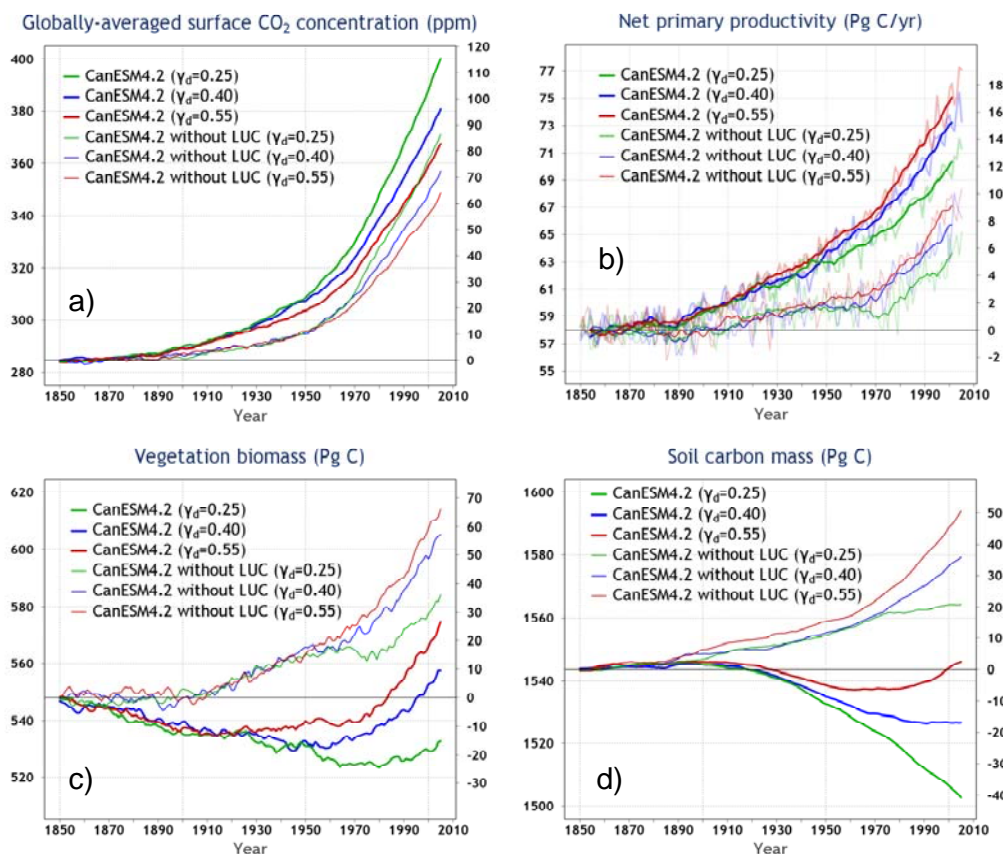 Globally-averaged surface CO₂ concentration (ppm)
400
380
360
340
320
300
280
120
110
100
90
80
70
60
50
40
30
20
10
0
CanESM4.2 (γd=0.25)
CanESM4.2 (γd=0.40)
CanESM4.2 (γd=0.55)
CanESM4.2 without LUC (γd=0.25)
CanESM4.2 without LUC (γd=0.40)
CanESM4.2 without LUC (γd=0.55)
a)
1850 1870 1890 1910 1930 1950 1970 1990 2010
Year
Net primary productivity (Pg C/yr)
77
75
73
71
69
67
65
63
61
59
58
57
55
18
16
14
12
10
8
6
4
2
0
-2
CanESM4.2 (γd=0.25)
CanESM4.2 (γd=0.40)
CanESM4.2 (γd=0.55)
CanESM4.2 without LUC (γd=0.25)
CanESM4.2 without LUC (γd=0.40)
CanESM4.2 without LUC (γd=0.55)
b)
1850 1870 1890 1910 1930 1950 1970 1990 2010
Year
Vegetation biomass (Pg C)
620
600
580
560
540
520
70
60
50
40
30
20
10
0
-10
-20
-30
CanESM4.2 (γd=0.25)
CanESM4.2 (γd=0.40)
CanESM4.2 (γd=0.55)
CanESM4.2 without LUC (γd=0.25)
CanESM4.2 without LUC (γd=0.40)
CanESM4.2 without LUC (γd=0.55)
c)
1850 1870 1890 1910 1930 1950 1970 1990 2010
Year
Soil carbon mass (Pg C)
1600
1580
1560
1540
1520
1500
50
40
30
20
10
0
-10
-20
-30
-40
CanESM4.2 (γd=0.25)
CanESM4.2 (γd=0.40)
CanESM4.2 (γd=0.55)
CanESM4.2 without LUC (γd=0.25)
CanESM4.2 without LUC (γd=0.40)
CanESM4.2 without LUC (γd=0.55)
d)
1850 1870 1890 1910 1930 1950 1970 1990 2010
Year